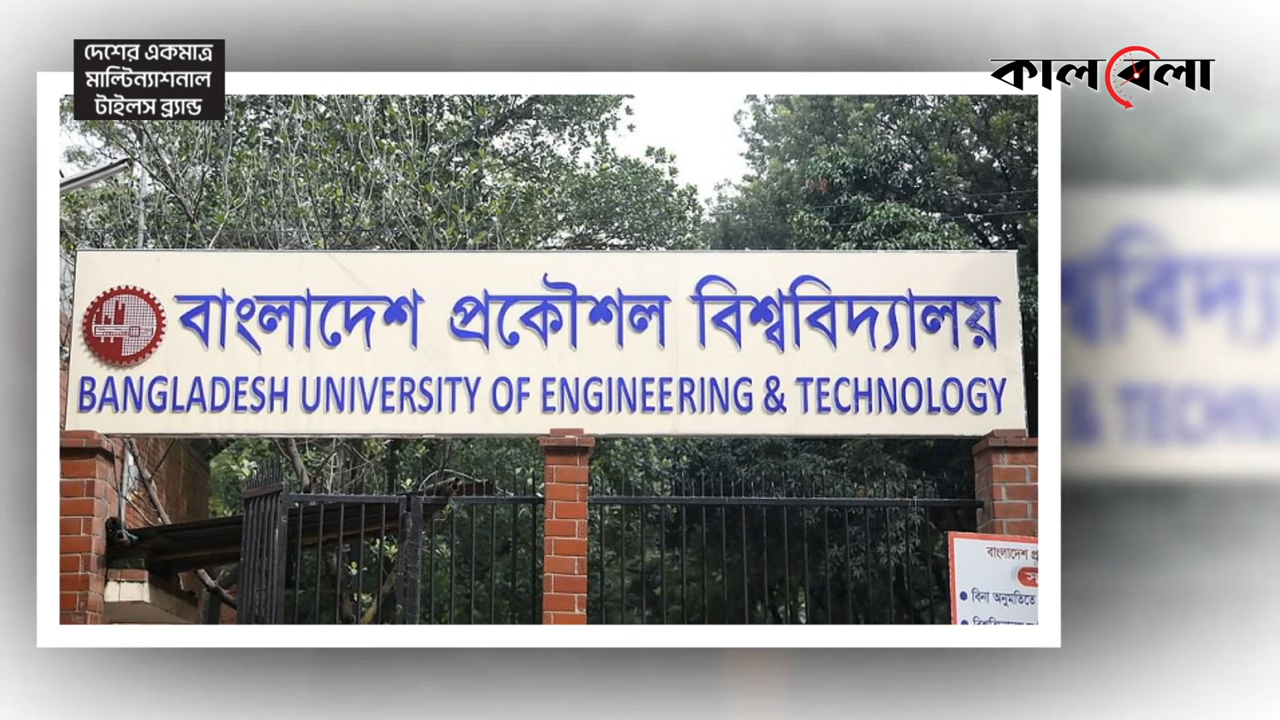 দেশের একমাত্র
মাল্টিন্যাশনাল
টাইলস ব্র্যান্ড
কালবেলা
বাংলাদেশ প্রকৌশল বিশ্ববিদ্যালয়
BANGLADESH UNIVERSITY OF ENGINEERING & TECHNOLOGY
বাংলাদেশ প্র
বিনা অনুমতিতে